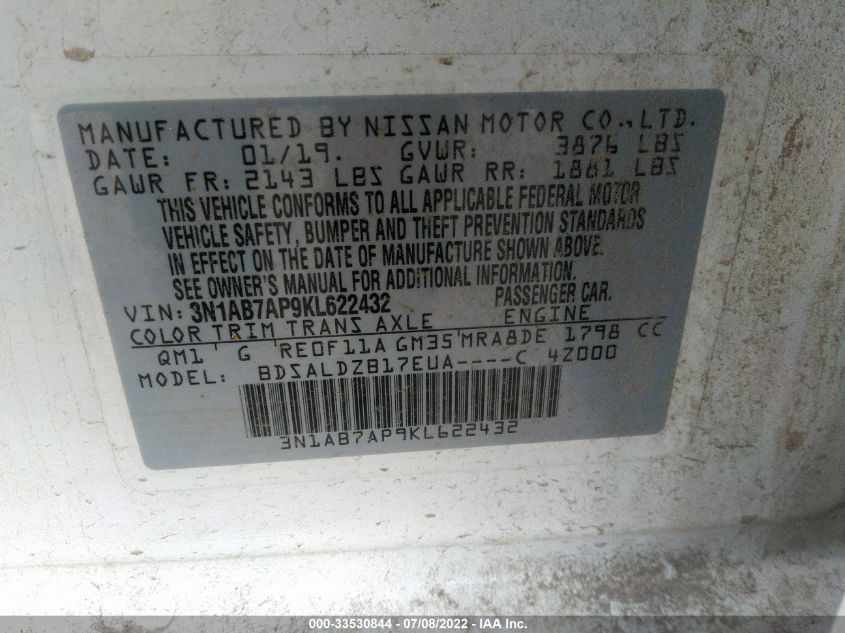 MANUFACTURED BY NISSAN MOTOR CO., LTD.
DATE: 01/19. GVWR: 3876 LBS
GAWR FR: 2143 LBS GAWR RR: 1881 LBS
THIS VEHICLE CONFORMS TO ALL APPLICABLE FEDERAL MOTOR
VEHICLE SAFETY, BUMPER AND THEFT PREVENTION STANDARDS
IN EFFECT ON THE DATE OF MANUFACTURE SHOWN ABOVE.
SEE OWNER'S MANUAL FOR ADDITIONAL INFORMATION.
VIN: 3N1AB7AP9KL622432 PASSENGER CAR.
COLOR TRIM TRANS AXLE ENGINE
QM1 G RE0F11A GM35 MRA8DE 1798 CC
MODEL: BDSALDZB17EUA----C 4Z000
3N1AB7AP9KL622432
000-33530844 - 07/08/2022 - IAA Inc.